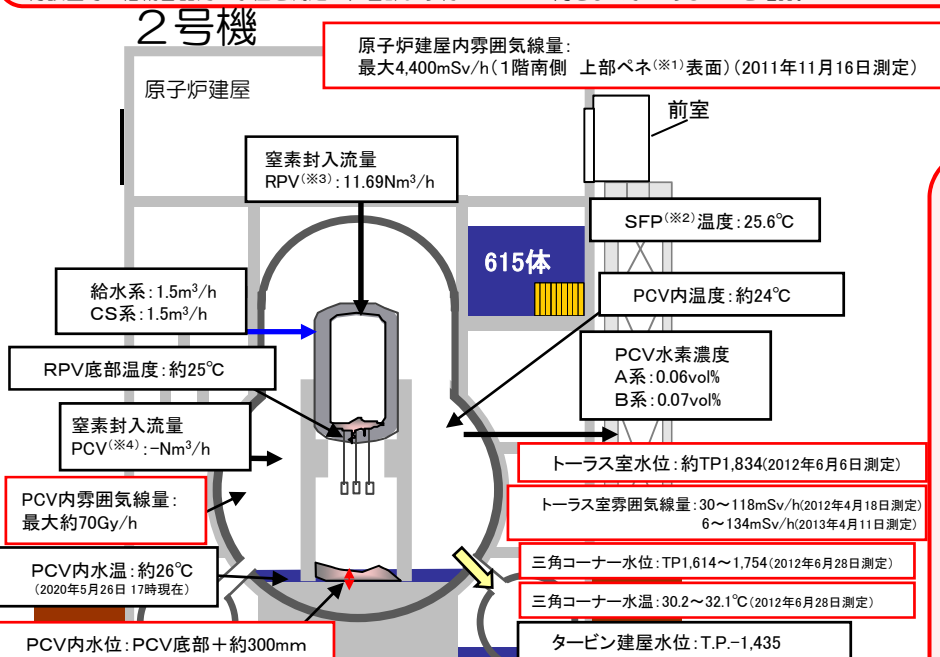 2号機
原子炉建屋内雰囲気線量:
最大4,400mSv/h(1階南側 上部ペネ(※1)表面)(2011年11月16日測定)
原子炉建屋
前室
窒素封入流量
RPV(※3):11.69Nm³/h
SFP(※2)温度:25.6℃
615体
給水系:1.5m³/h
CS系:1.5m³/h
PCV内温度:約24℃
RPV底部温度:約25℃
PCV水素濃度
A系:0.06vol%
B系:0.07vol%
窒素封入流量
PCV(※4):-Nm³/h
トーラス室水位:約TP1,834(2012年6月6日測定)
PCV内雰囲気線量:
最大約70Gy/h
トーラス室雰囲気線量:30~118mSv/h(2012年4月18日測定)
6~134mSv/h(2013年4月11日測定)
PCV内水温:約26℃
(2020年5月26日 17時現在)
三角コーナー水位:TP1,614~1,754(2012年6月28日測定)
三角コーナー水温:30.2~32.1℃(2012年6月28日測定)
PCV内水位:PCV底部+約300mm
タービン建屋水位:T.P.-1,435